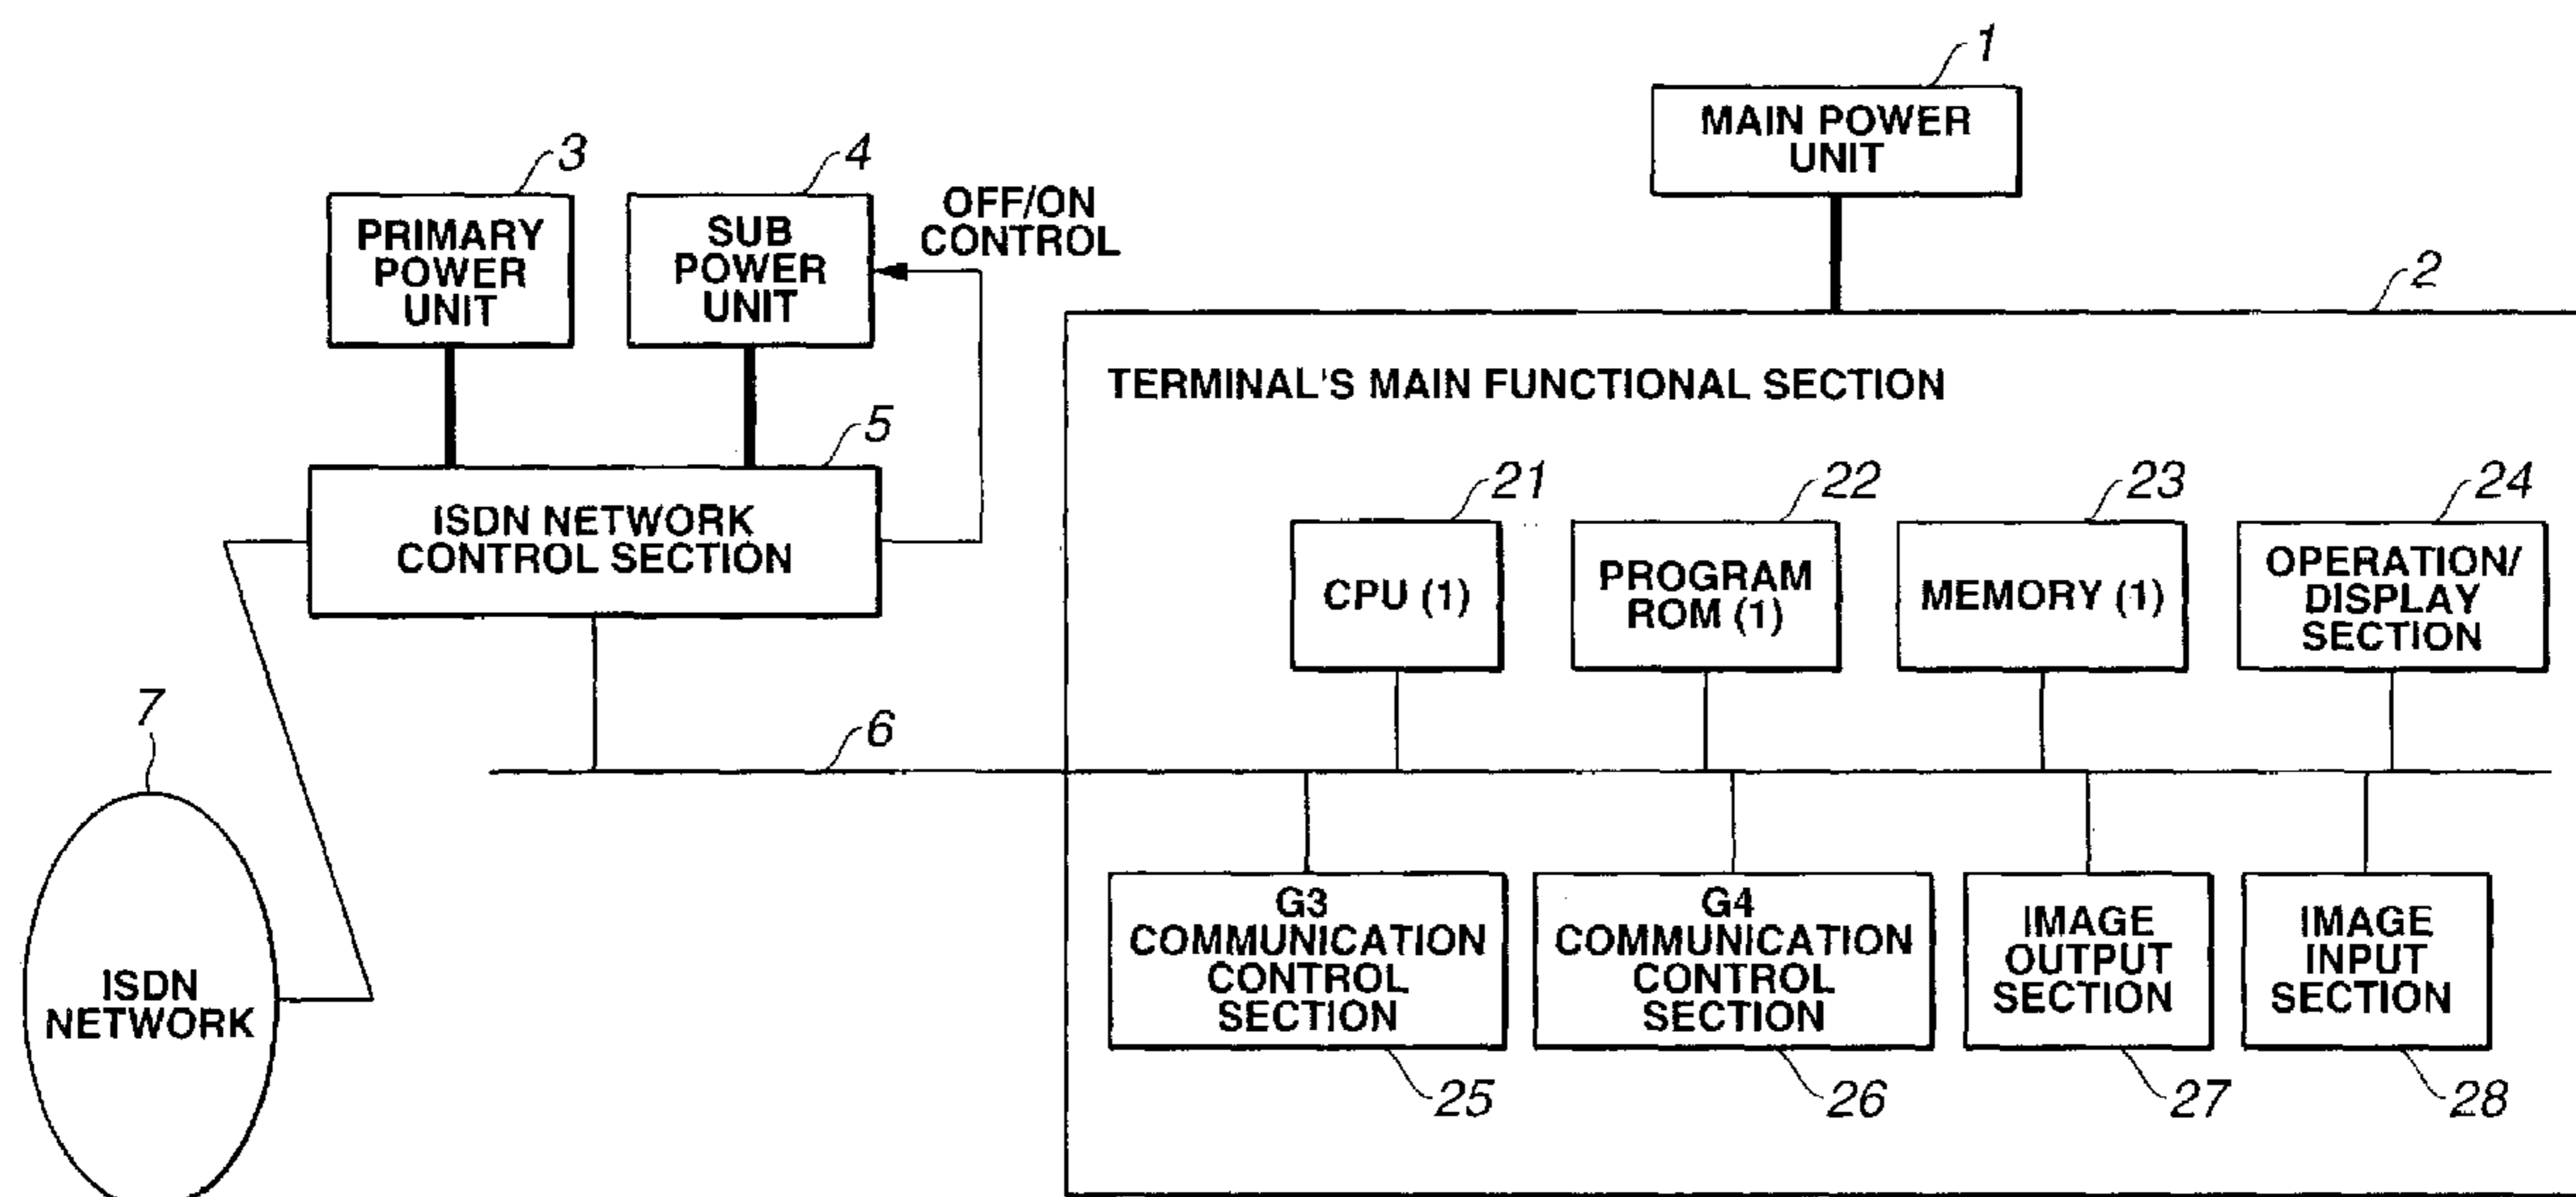 1
MAIN POWER
UNIT
3
4
PRIMARY
POWER
UNIT
SUB
POWER
UNIT
OFF/ON
CONTROL
2
TERMINAL'S MAIN FUNCTIONAL SECTION
5
ISDN NETWORK
CONTROL SECTION
21
22
23
24
CPU (1)
PROGRAM
ROM (1)
MEMORY (1)
OPERATION/
DISPLAY
SECTION
7
6
ISDN
NETWORK
G3
COMMUNICATION
CONTROL
SECTION
G4
COMMUNICATION
CONTROL
SECTION
IMAGE
OUTPUT
SECTION
IMAGE
INPUT
SECTION
25
26
27
28